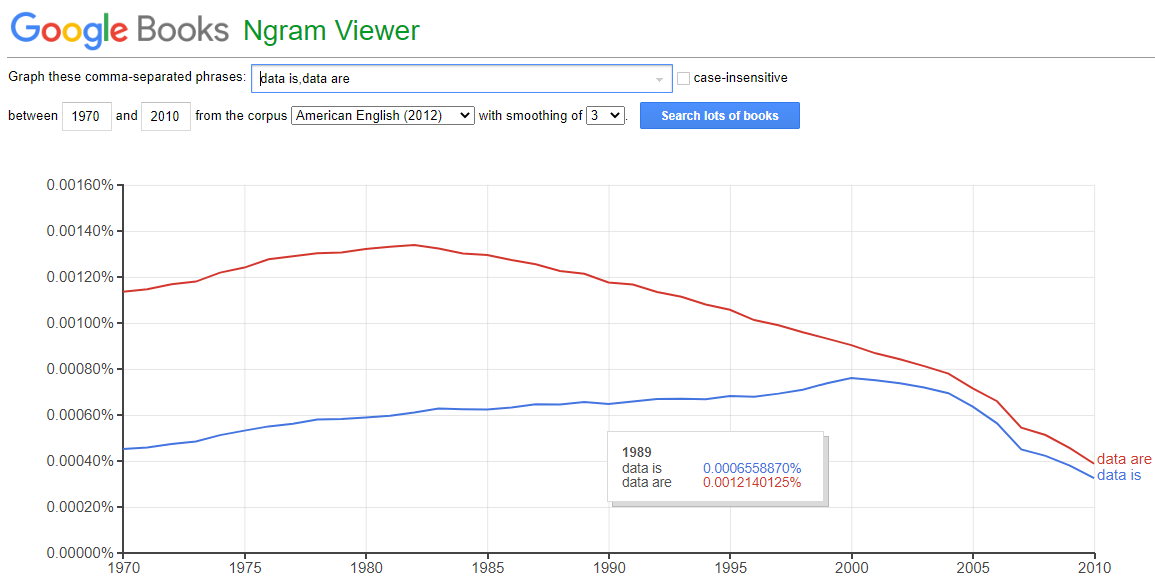 Google Books Ngram Viewer
Graph these comma-separated phrases: data is,data are case-insensitive
between 1970 and 2010 from the corpus American English (2012) with smoothing of 3 . Search lots of books
0.00160%
0.00140%
0.00120%
0.00100%
0.00080%
0.00060%
0.00040%
0.00020%
0.00000%
1989
data is 0.0006558870%
data are 0.0012140125%
data are
data is
1970 1975 1980 1985 1990 1995 2000 2005 2010